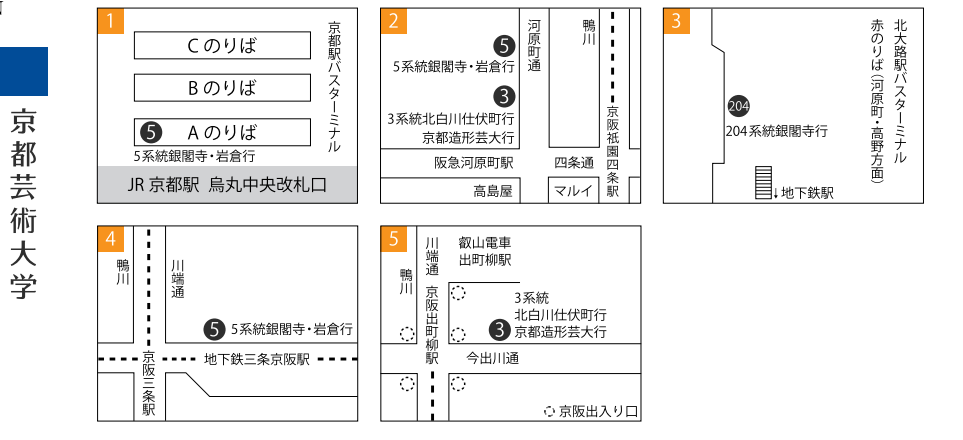 京都芸術大学
1
Cのりば
Bのりば
5 Aのりば
5系統銀閣寺・岩倉行
京都駅バスターミナル
JR京都駅 烏丸中央改札口
2
河原町通
鴨川
5
5系統銀閣寺・岩倉行
3
3系統北白川仕伏町行
京都造形芸大行
京阪祇園四条駅
阪急河原町駅
四条通
高島屋
マルイ
3
北大路駅バスターミナル
赤のりば(河原町・高野方面)
204
204系統銀閣寺行
↓地下鉄駅
4
鴨川
川端通
5 5系統銀閣寺・岩倉行
地下鉄三条京阪駅
京阪三条駅
5
川端通
叡山電車
出町柳駅
鴨川
京阪出町柳駅
3系統
北白川仕伏町行
3 京都造形芸大行
今出川通
京阪出入り口